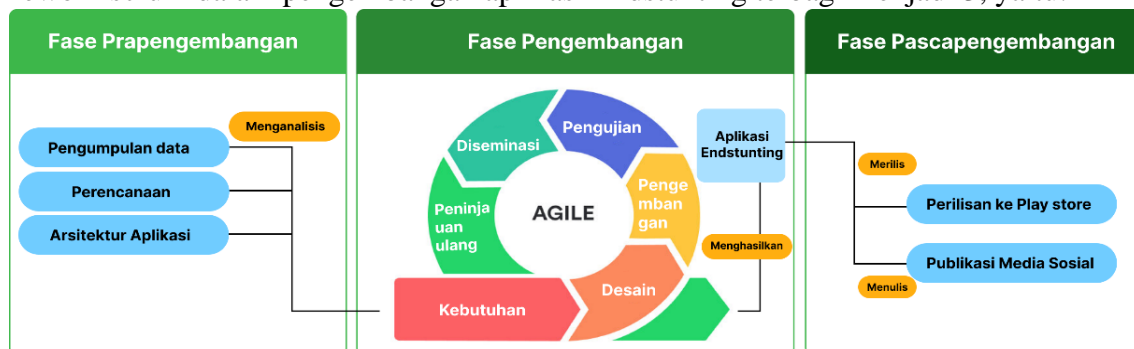 Fase Prapengembangan
Fase Pengembangan
Fase Pascapengembangan
Menganalisis
Pengumpulan data
Perencanaan
Arsitektur Aplikasi
Diseminasi
Pengujian
Penge
mban
gan
Peninja
uan
ulang
AGILE
Desain
Kebutuhan
Aplikasi
Endstunting
Menghasilkan
Merilis
Perilisan ke Play store
Publikasi Media Sosial
Menulis